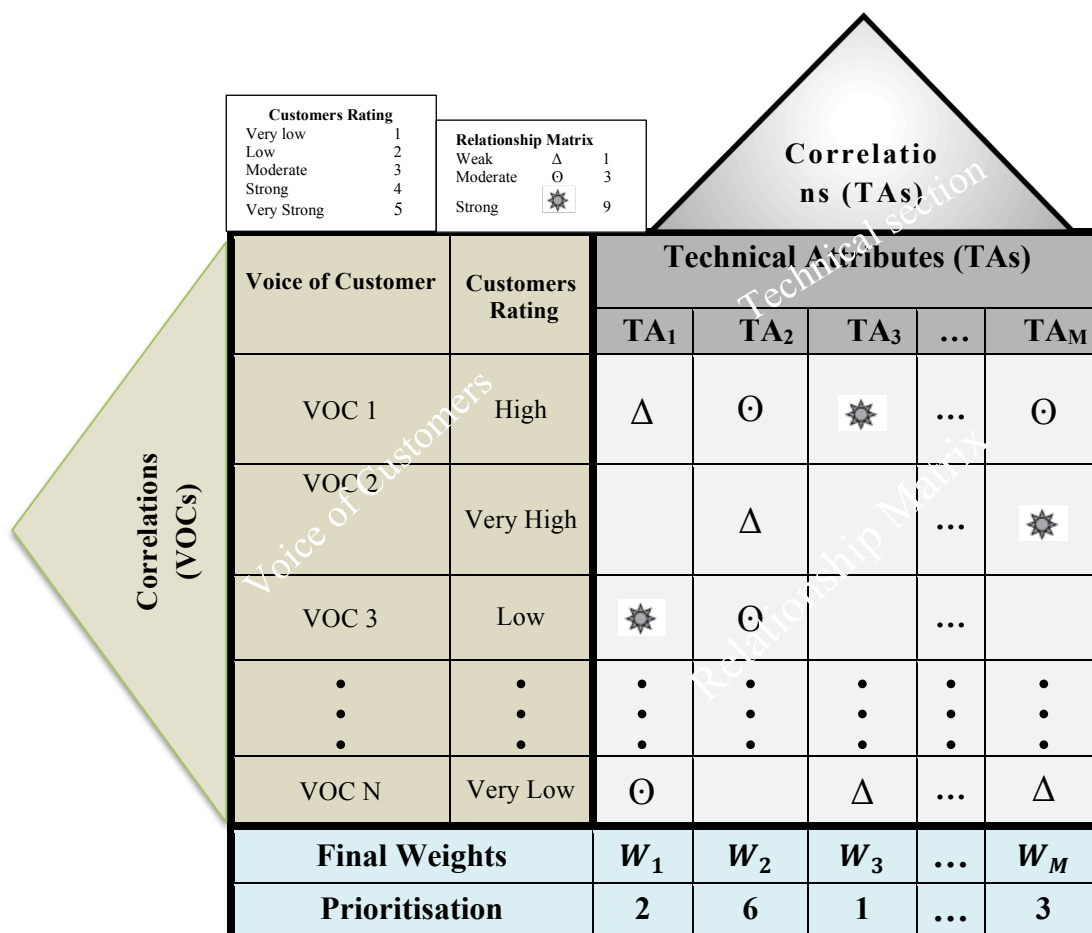 Customers Rating
Very low 1
Low 2
Moderate 3
Strong 4
Very Strong 5
Relationship Matrix
Weak Δ 1
Moderate ʘ 3
Strong 9
Correlatio
ns (TAs)
Technical section
Voice of Customer
Customers
Rating
Technical Attributes (TAs)
TA₁ TA₂ TA₃ ... TA_M
Correlations
(VOCs)
Voice of Customers
Relationship Matrix
VOC 1 High Δ ʘ ... ʘ
VOC 2
Very High Δ ...
VOC 3 Low ʘ ...
VOC N Very Low ʘ Δ ... Δ
Final Weights W₁ W₂ W₃ ... W_M
Prioritisation 2 6 1 ... 3